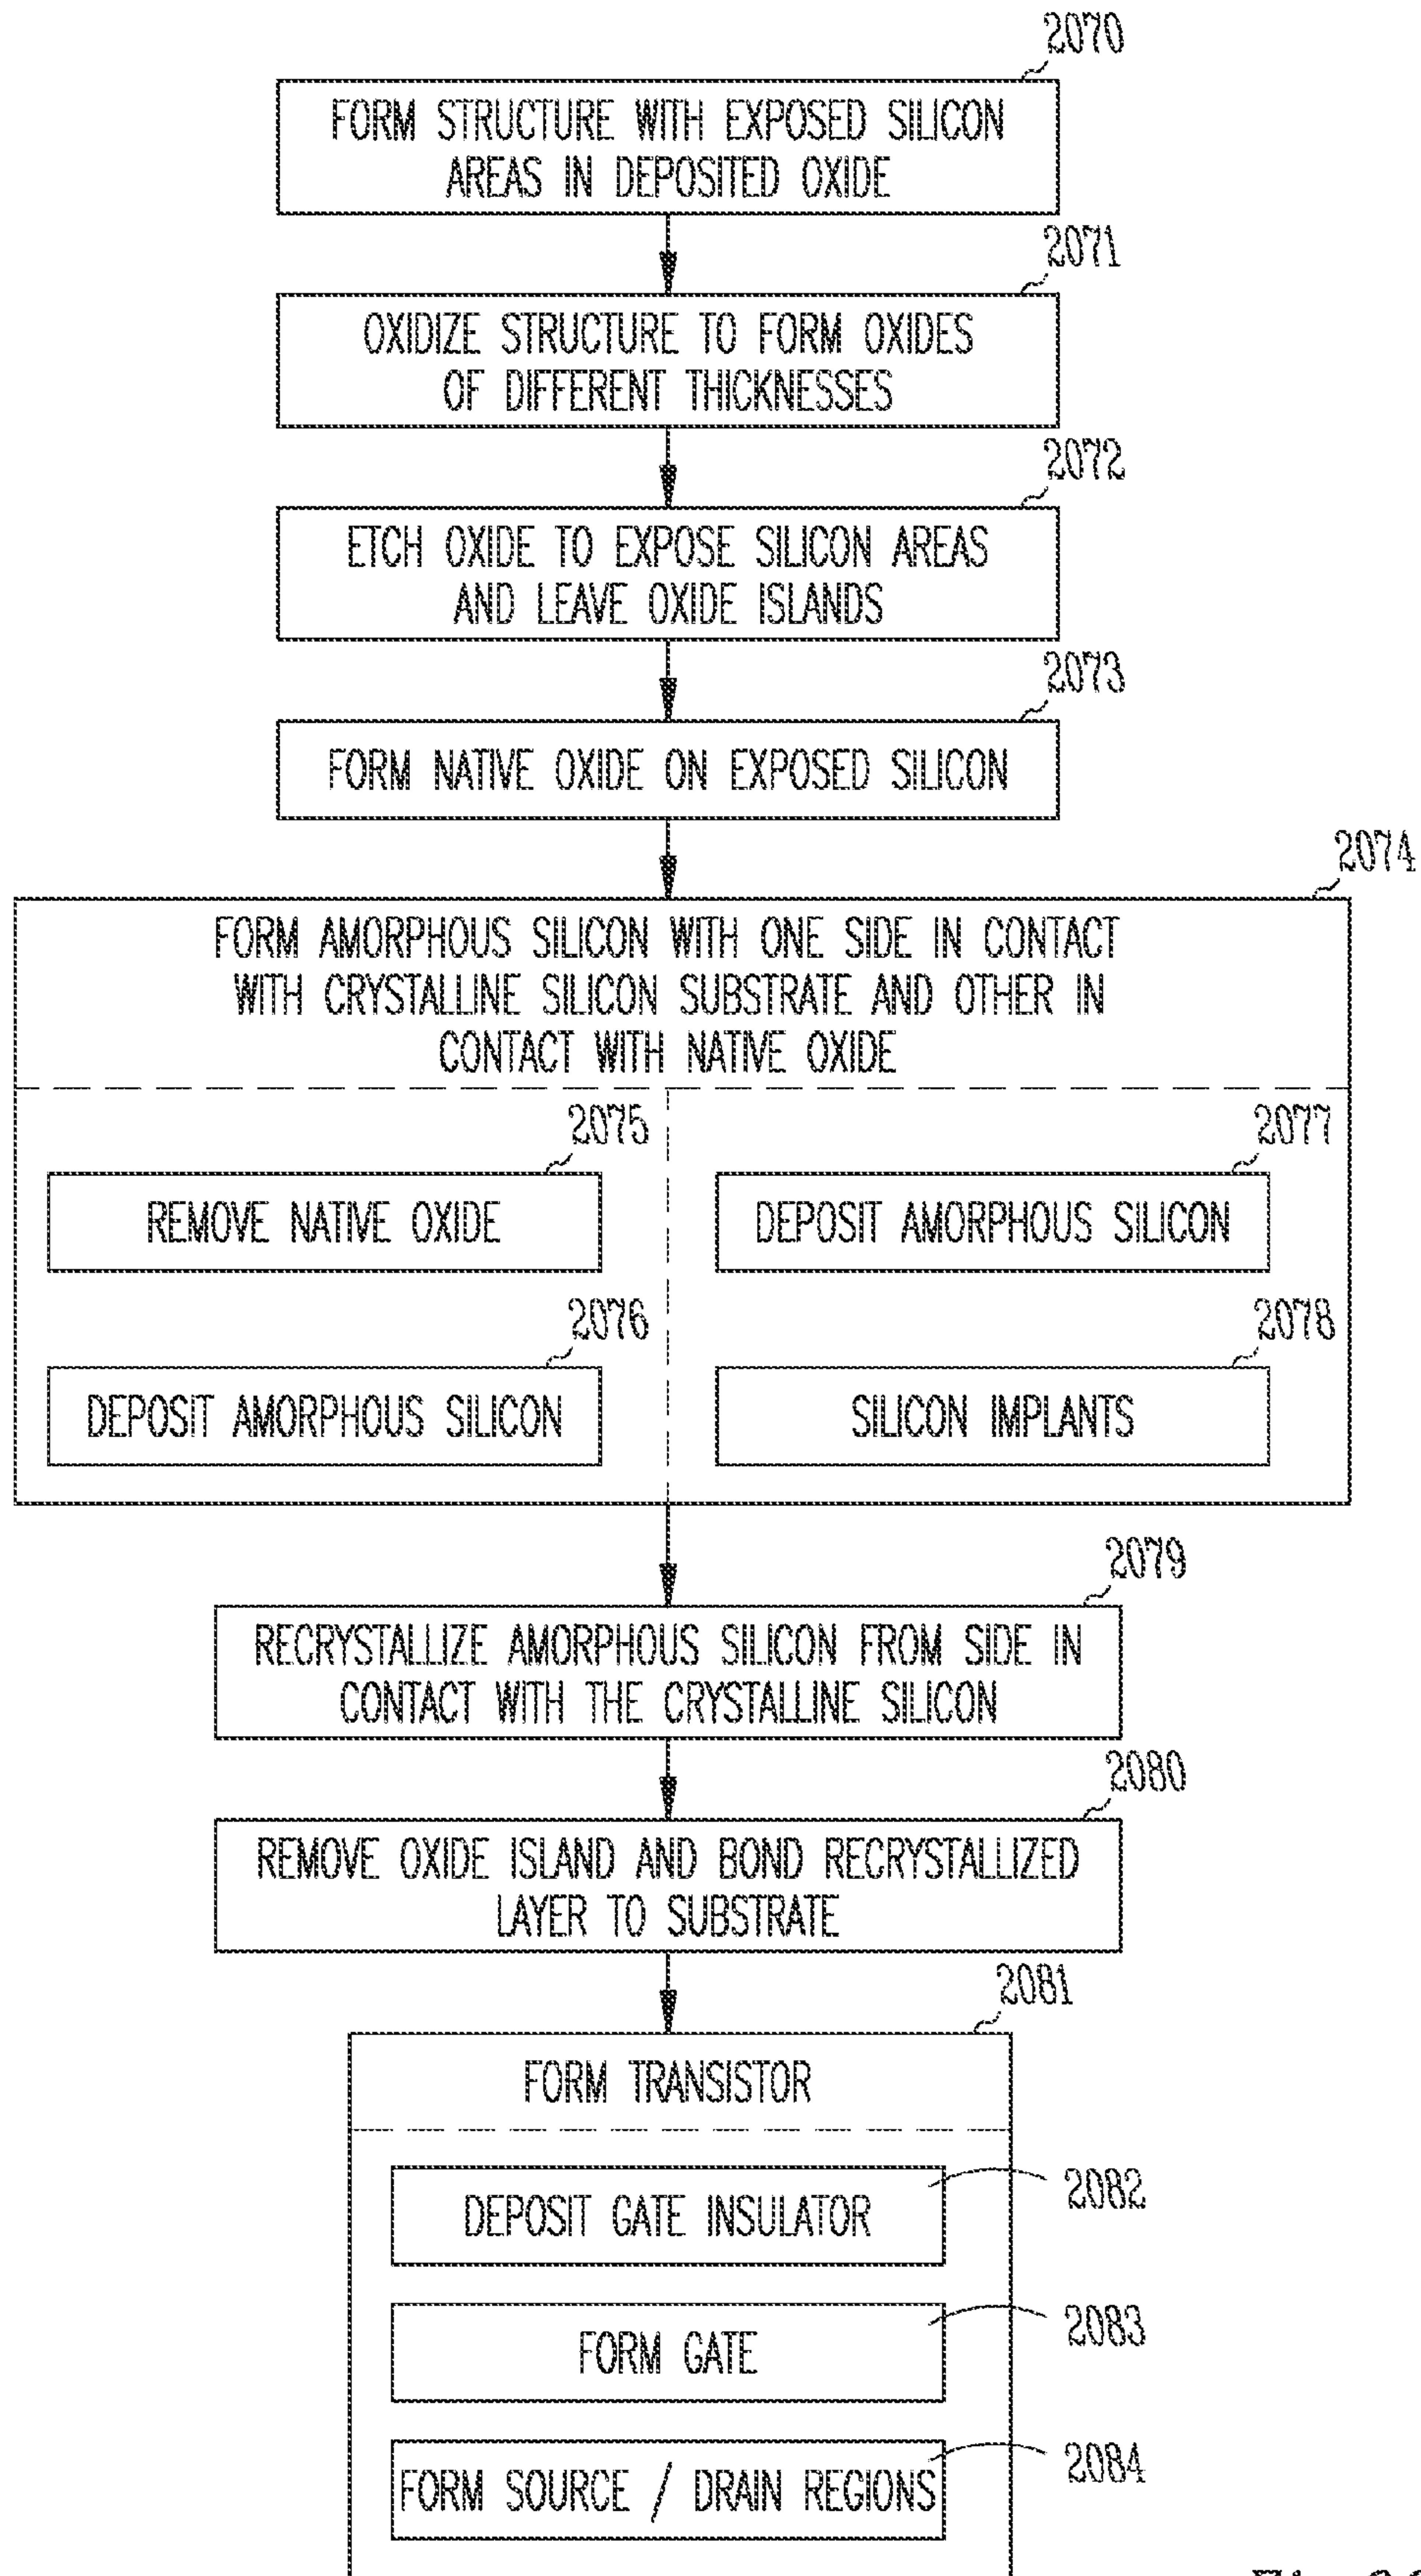 2070
FORM STRUCTURE WITH EXPOSED SILICON
AREAS IN DEPOSITED OXIDE
2071
OXIDIZE STRUCTURE TO FORM OXIDES
OF DIFFERENT THICKNESSES
2072
ETCH OXIDE TO EXPOSE SILICON AREAS
AND LEAVE OXIDE ISLANDS
2073
FORM NATIVE OXIDE ON EXPOSED SILICON
2074
FORM AMORPHOUS SILICON WITH ONE SIDE IN CONTACT
WITH CRYSTALLINE SILICON SUBSTRATE AND OTHER IN
CONTACT WITH NATIVE OXIDE
2075
REMOVE NATIVE OXIDE
2076
DEPOSIT AMORPHOUS SILICON
2077
DEPOSIT AMORPHOUS SILICON
2078
SILICON IMPLANTS
2079
RECRYSTALLIZE AMORPHOUS SILICON FROM SIDE IN
CONTACT WITH THE CRYSTALLINE SILICON
2080
REMOVE OXIDE ISLAND AND BOND RECRYSTALLIZED
LAYER TO SUBSTRATE
2081
FORM TRANSISTOR
2082
DEPOSIT GATE INSULATOR
2083
FORM GATE
2084
FORM SOURCE / DRAIN REGIONS